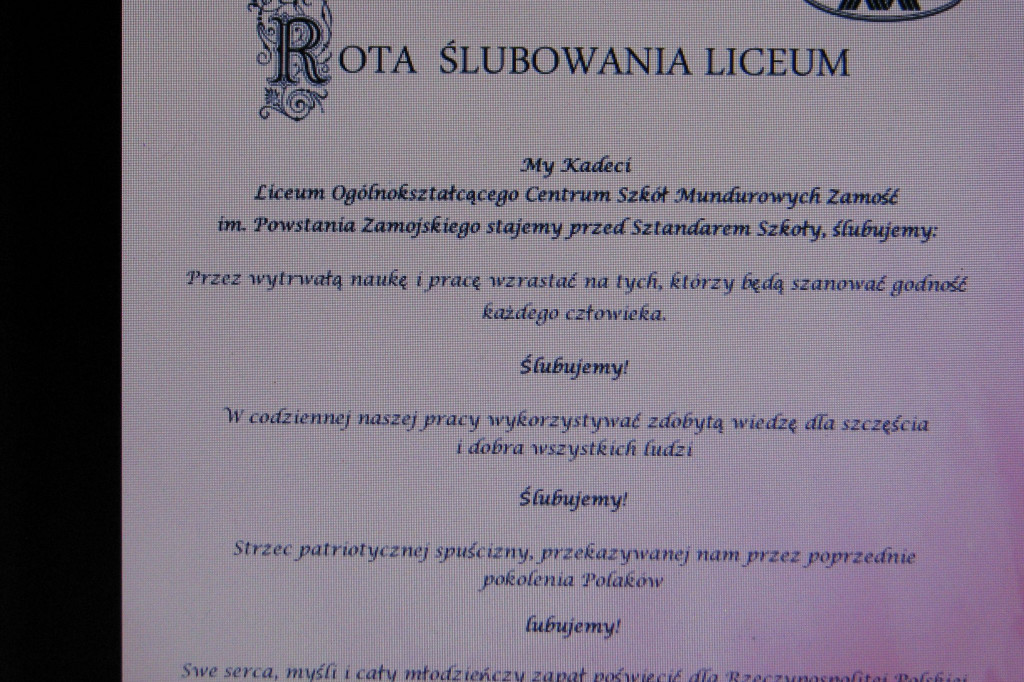 ROTA ŚLUBOWANIA LICEUM
My Kadeci
Liceum Ogólnokształcącego Centrum Szkół Mundurowych Zamość
im. Powstania Zamojskiego stajemy przed Sztandarem Szkoły, ślubujemy:
Przez wytrwałą naukę i pracę wzrastać na tych, którzy będą szanować godność
każdego człowieka.
Ślubujemy!
W codziennej naszej pracy wykorzystywać zdobytą wiedzę dla szczęścia
i dobra wszystkich ludzi
Ślubujemy!
Strzec patriotycznej spuścizny, przekazywanej nam przez poprzednie
pokolenia Polaków
lubujemy!
Swe serca, myśli i cały młodzieńczy zapał poświęcić dla Rzeczypospolitej Polskiej